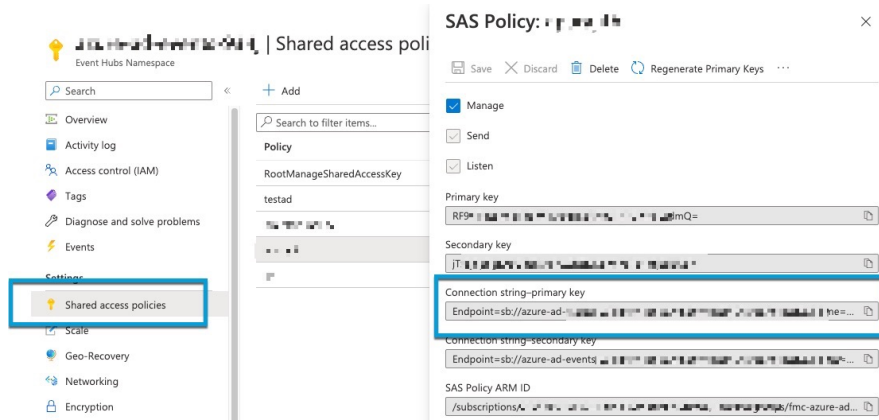 | Shared access poli
Event Hubs Namespace
Search
«
Overview
Activity log
Access control (IAM)
Tags
Diagnose and solve problems
Events
Settings
Shared access policies
Scale
Geo-Recovery
Networking
Encryption
+ Add
Search to filter items...
Policy
RootManageSharedAccessKey
testad
SAS Policy:
Save Discard Delete Regenerate Primary Keys ...
Manage
Send
Listen
Primary key
RF9 dmQ=
Secondary key
jT
Connection string–primary key
Endpoint=sb://azure-ad- ne=...
Connection string–secondary key
Endpoint=sb://azure-ad-events =...
SAS Policy ARM ID
/subscriptions/ /fmc-azure-ad...